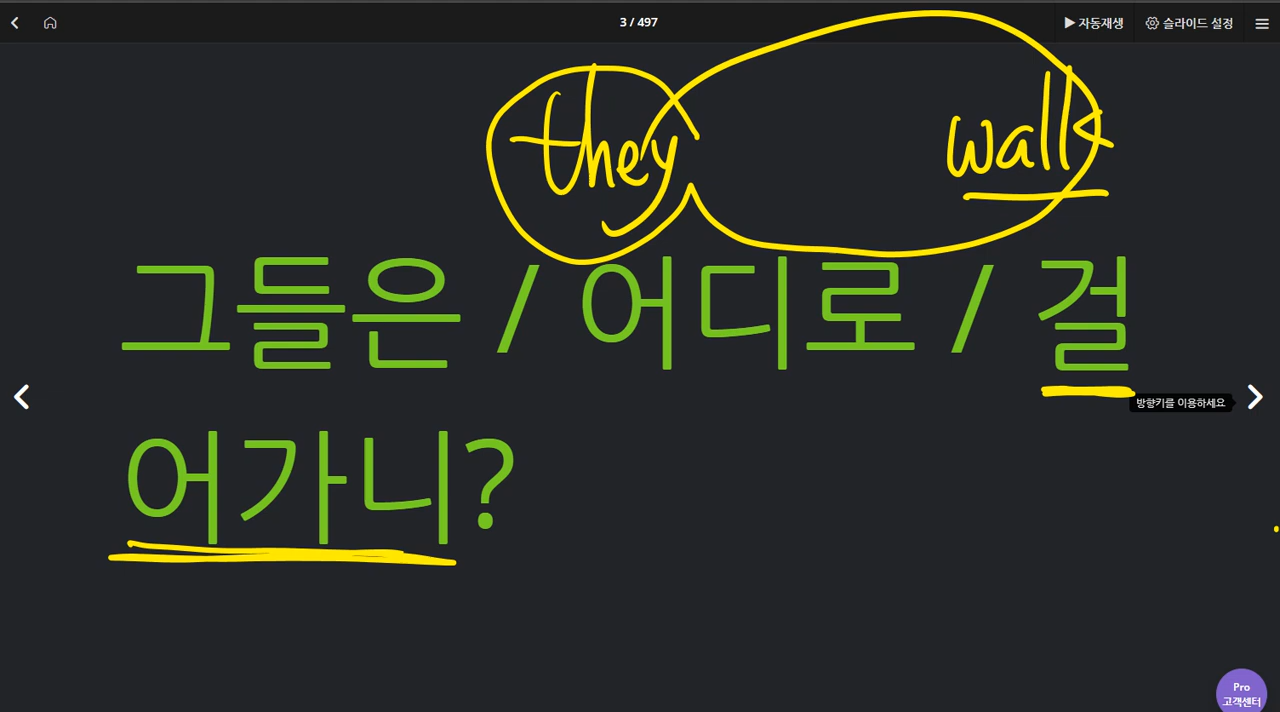 3 / 497
자동재생
슬라이드 설정
they walk
그들은 / 어디로 / 걸
방향키를 이용하세요
어가니?
Pro
고객센터